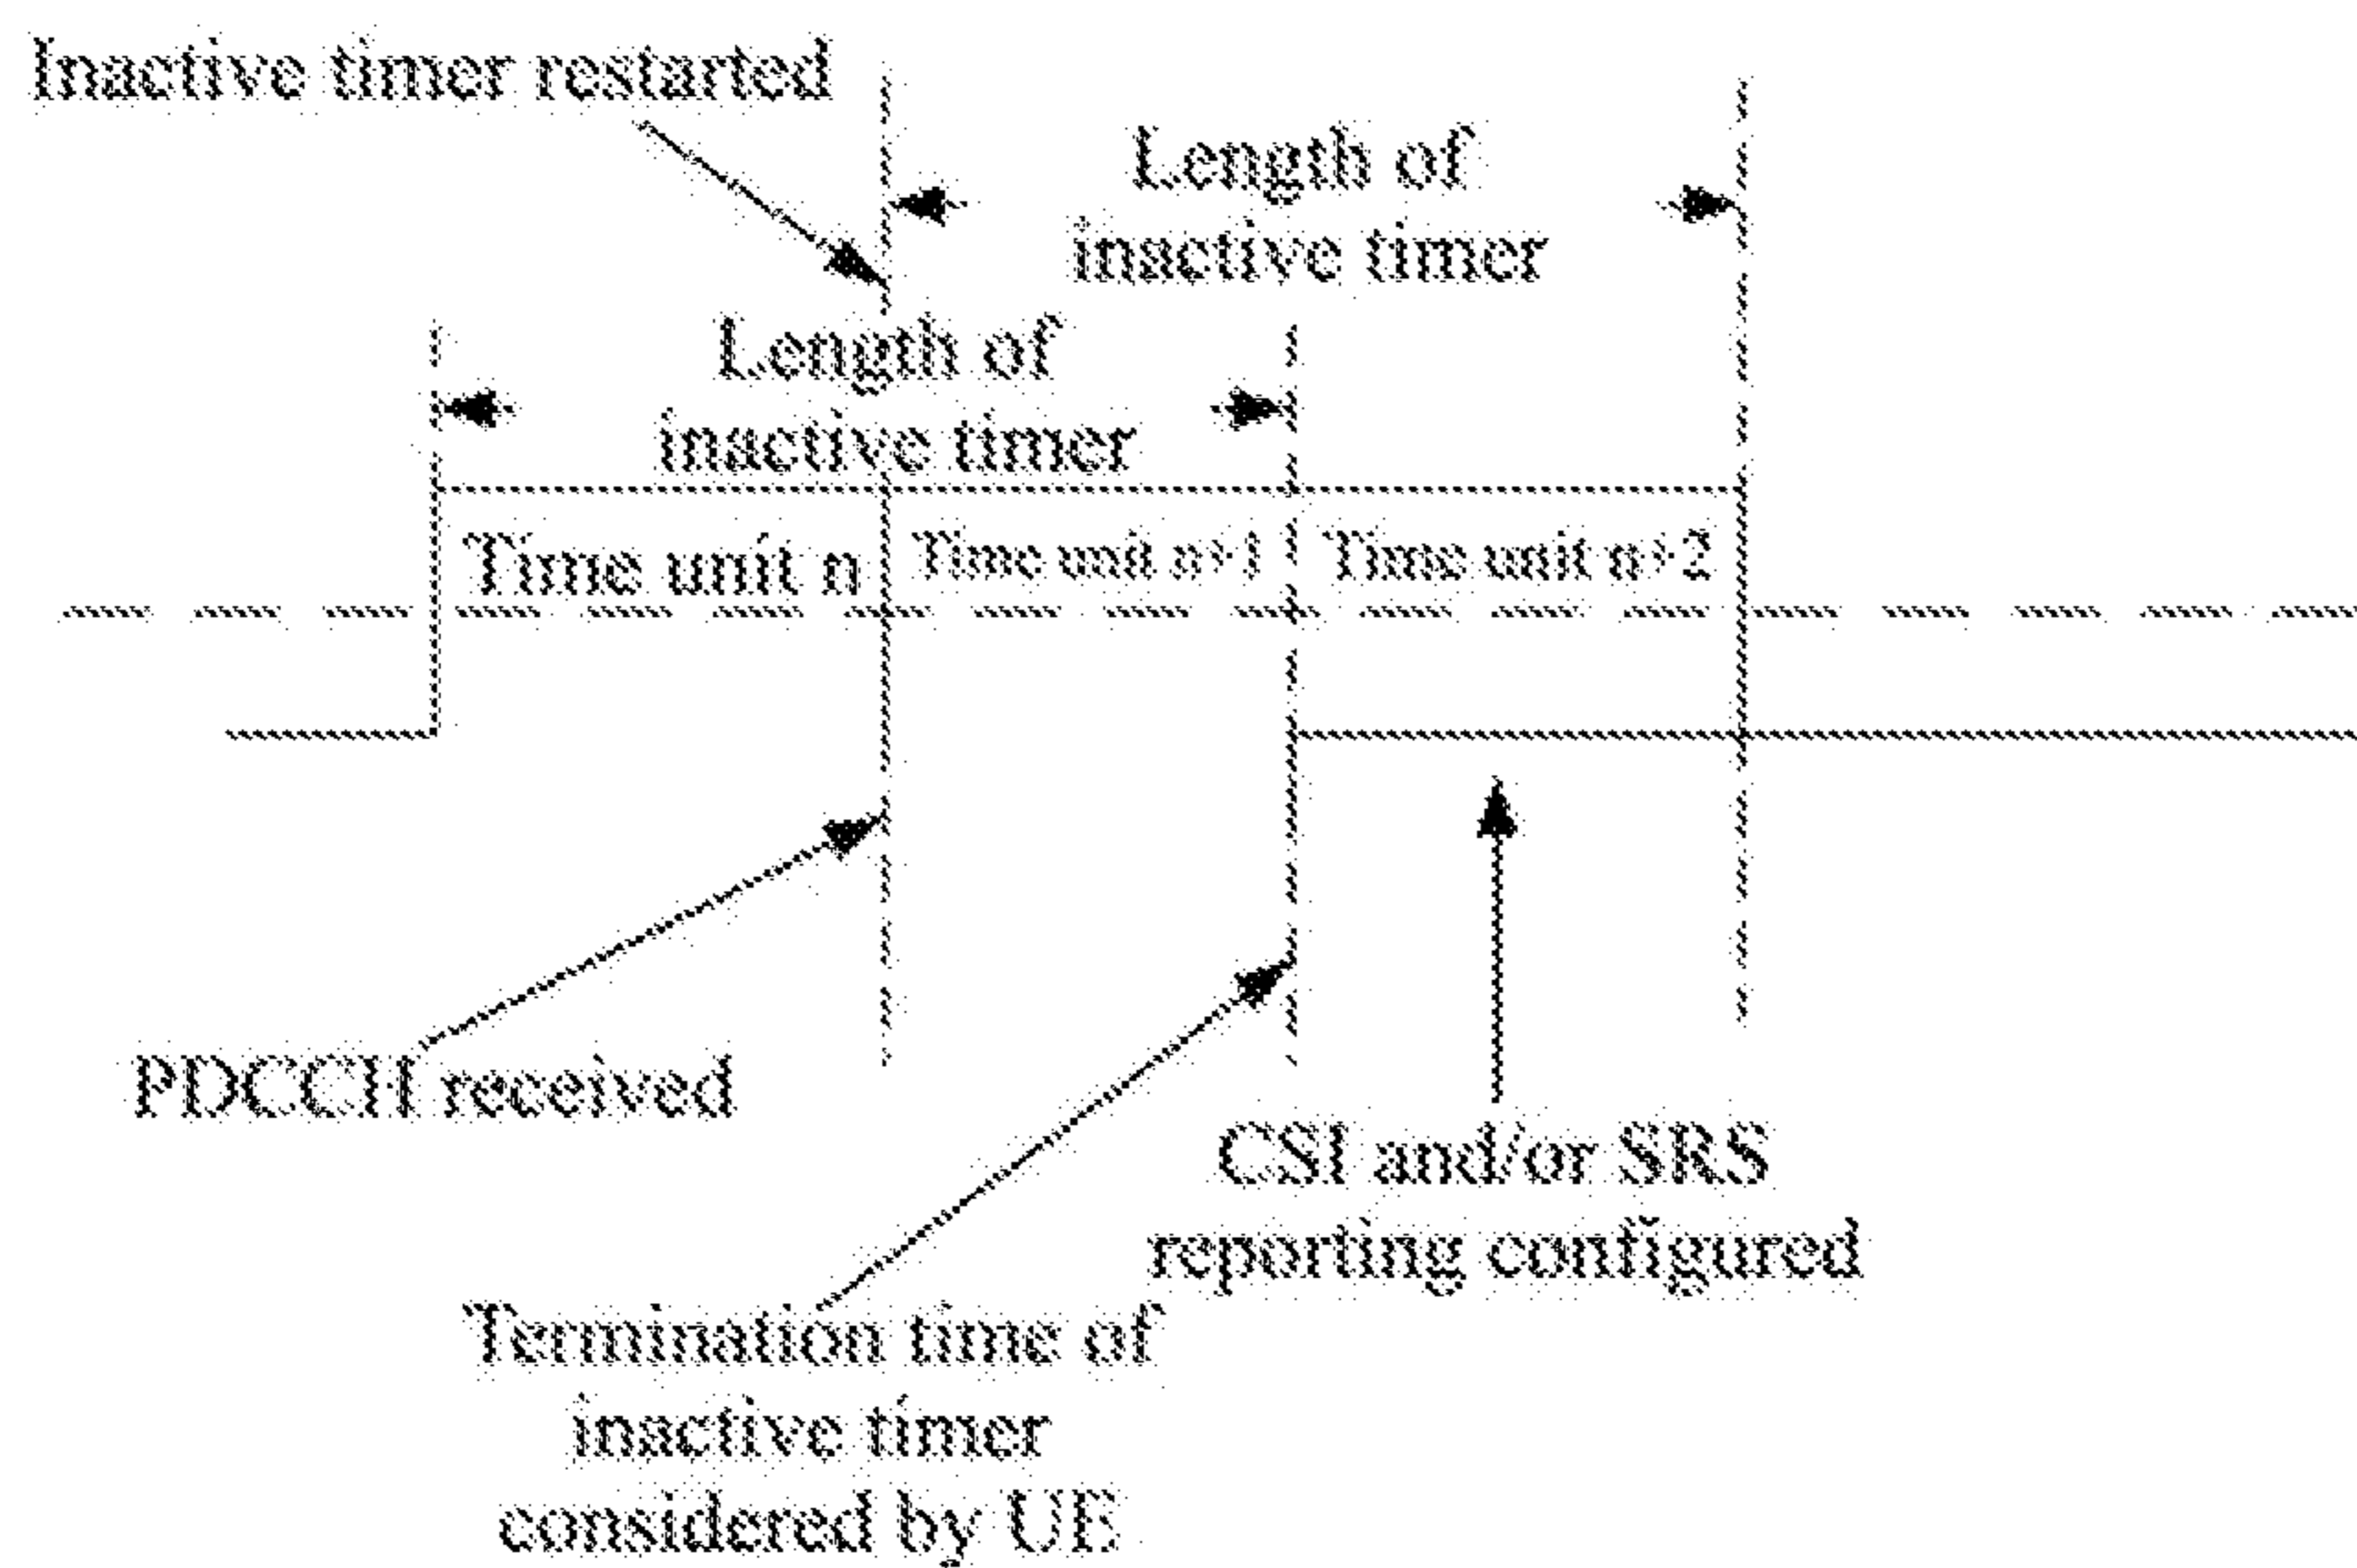 Inactive timer restarted
Length of
inactive timer
Length of
inactive timer
Time unit n
Time unit n+1
Time unit n+2
PDCCH received
CSI and/or SRS
reporting configured
Termination time of
inactive timer
considered by UE